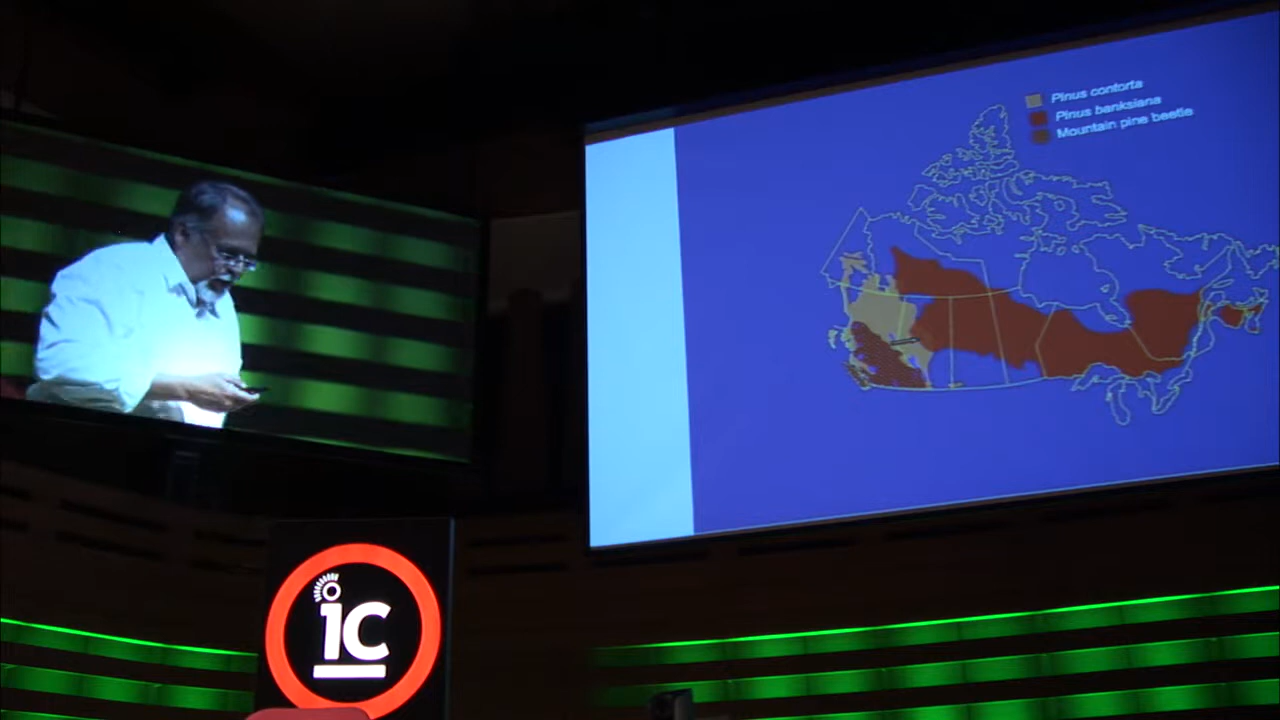 Pinus contorta
Pinus banksiana
Mountain pine beetle
ic